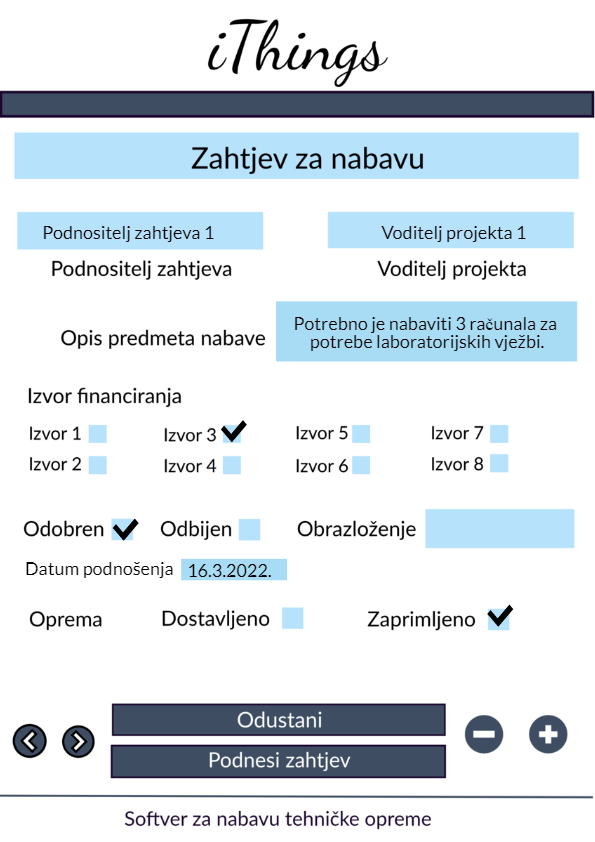 iThings
Zahtjev za nabavu
Podnositelj zahtjeva 1
Voditelj projekta 1
Podnositelj zahtjeva
Voditelj projekta
Opis predmeta nabave
Potrebno je nabaviti 3 računala za
potrebe laboratorijskih vježbi.
Izvor financiranja
Izvor 1
Izvor 3
Izvor 5
Izvor 7
Izvor 2
Izvor 4
Izvor 6
Izvor 8
Odobren
Odbijen
Obrazloženje
Datum podnošenja
16.3.2022.
Oprema
Dostavljeno
Zaprimljeno
Odustani
Podnesi zahtjev
Softver za nabavu tehničke opreme